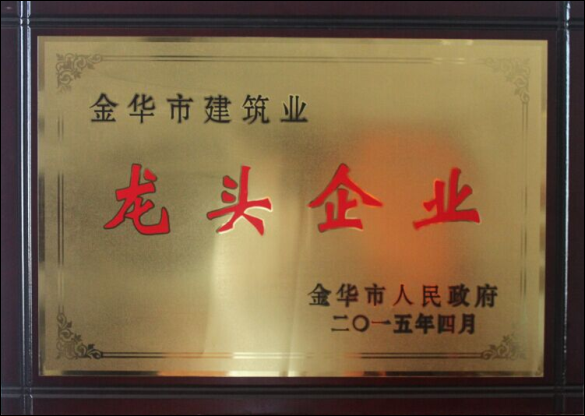 金华市建筑业
龙头企业
金华市人民政府
二〇一五年四月